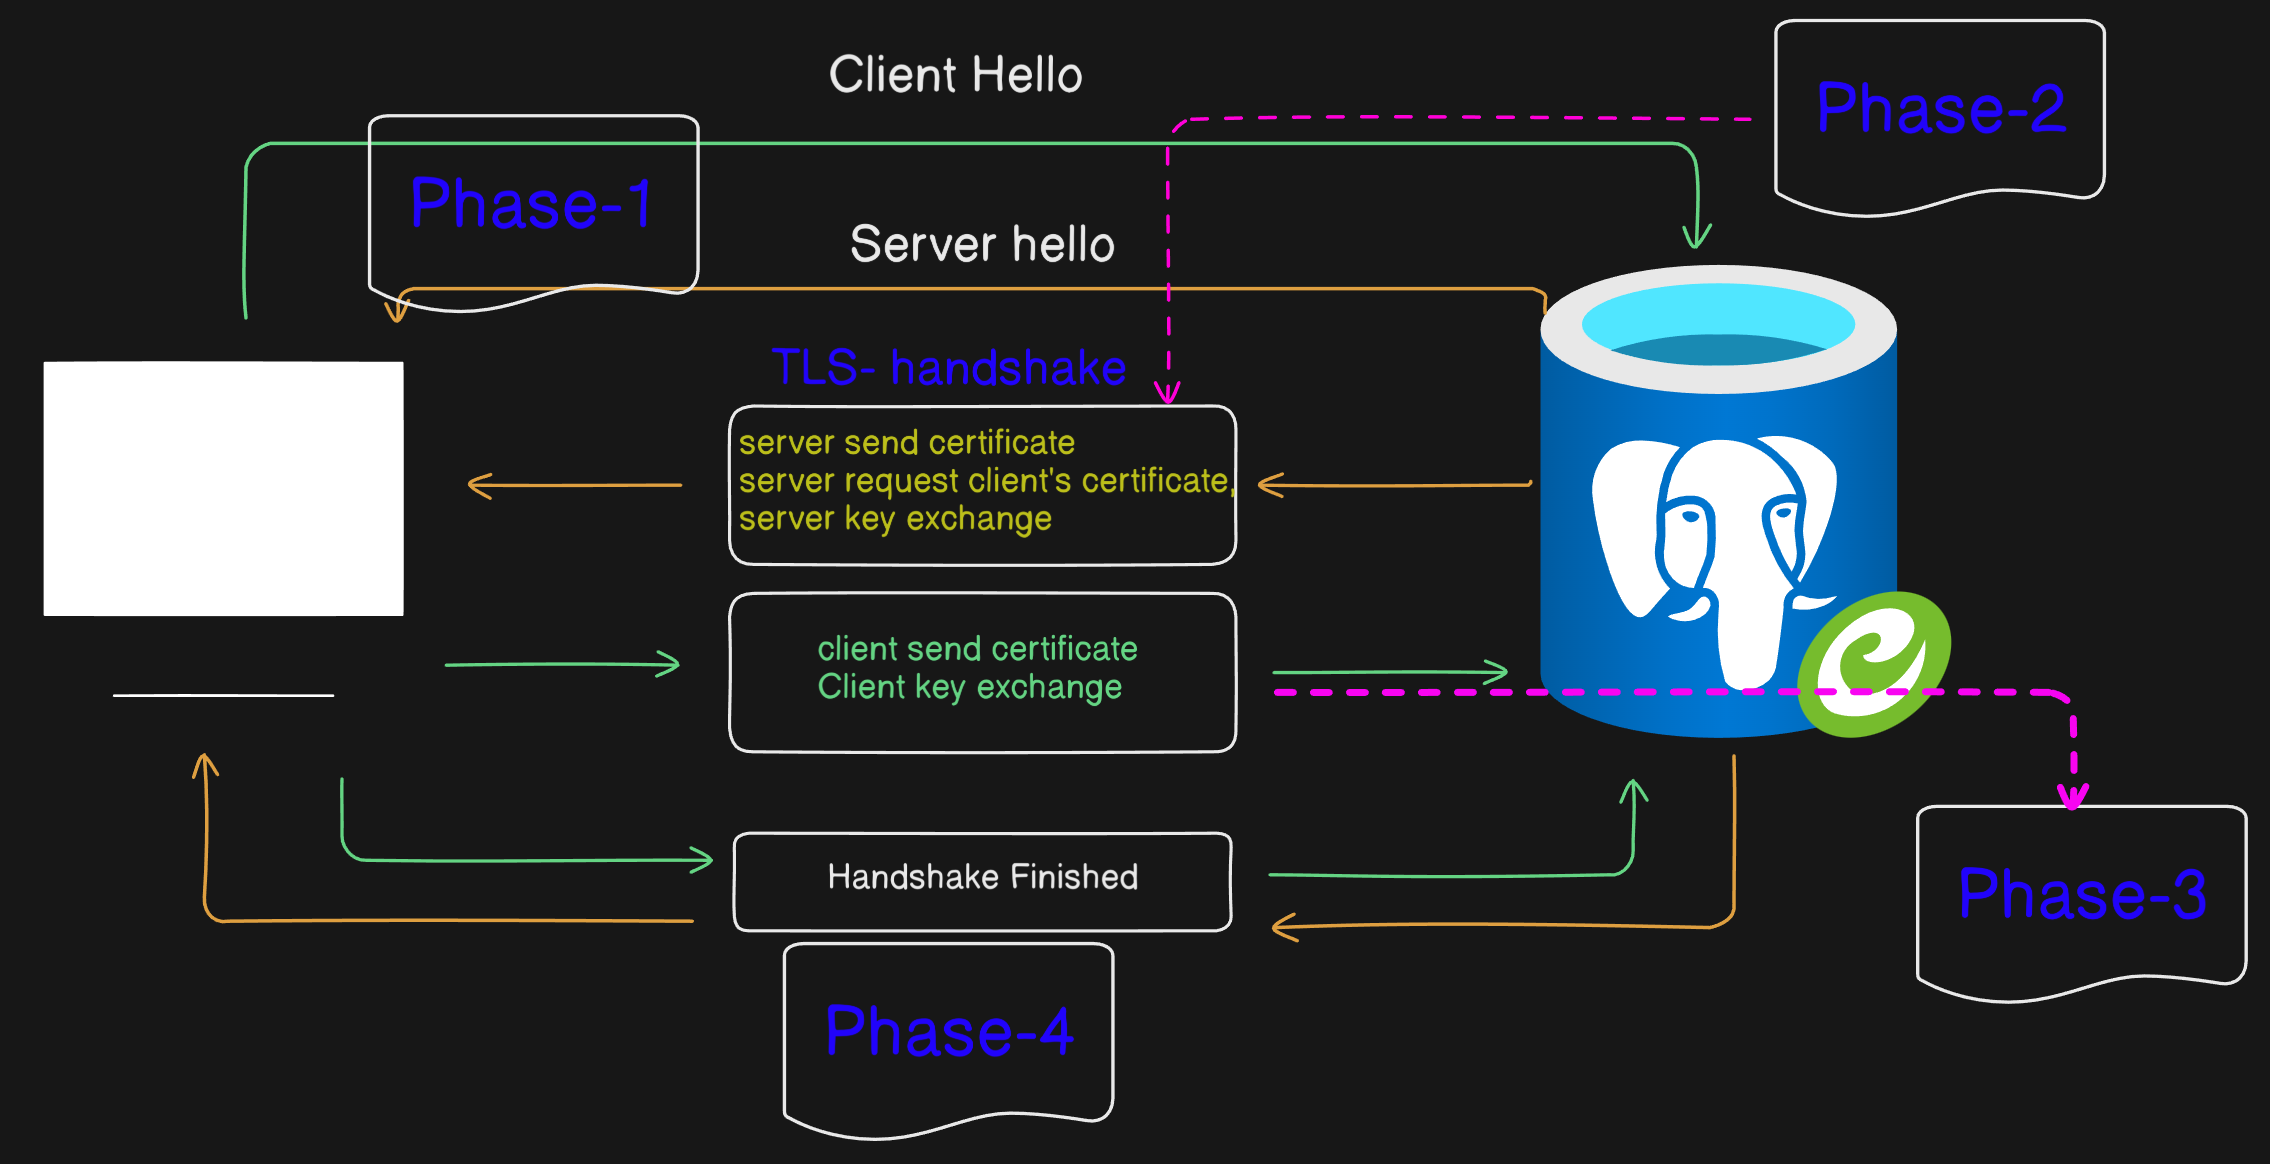 Client Hello
Phase-2
Phase-1
Server hello
TLS- handshake
server send certificate
server request client's certificate,
server key exchange
client send certificate
Client key exchange
Handshake Finished
Phase-3
Phase-4